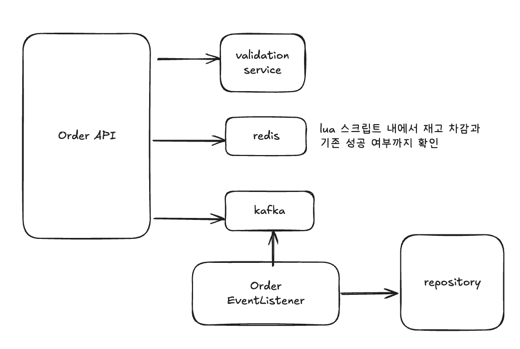 validation
service
Order API
redis
lua 스크립트 내에서 재고 차감과
기존 성공 여부까지 확인
kafka
Order
EventListener
repository